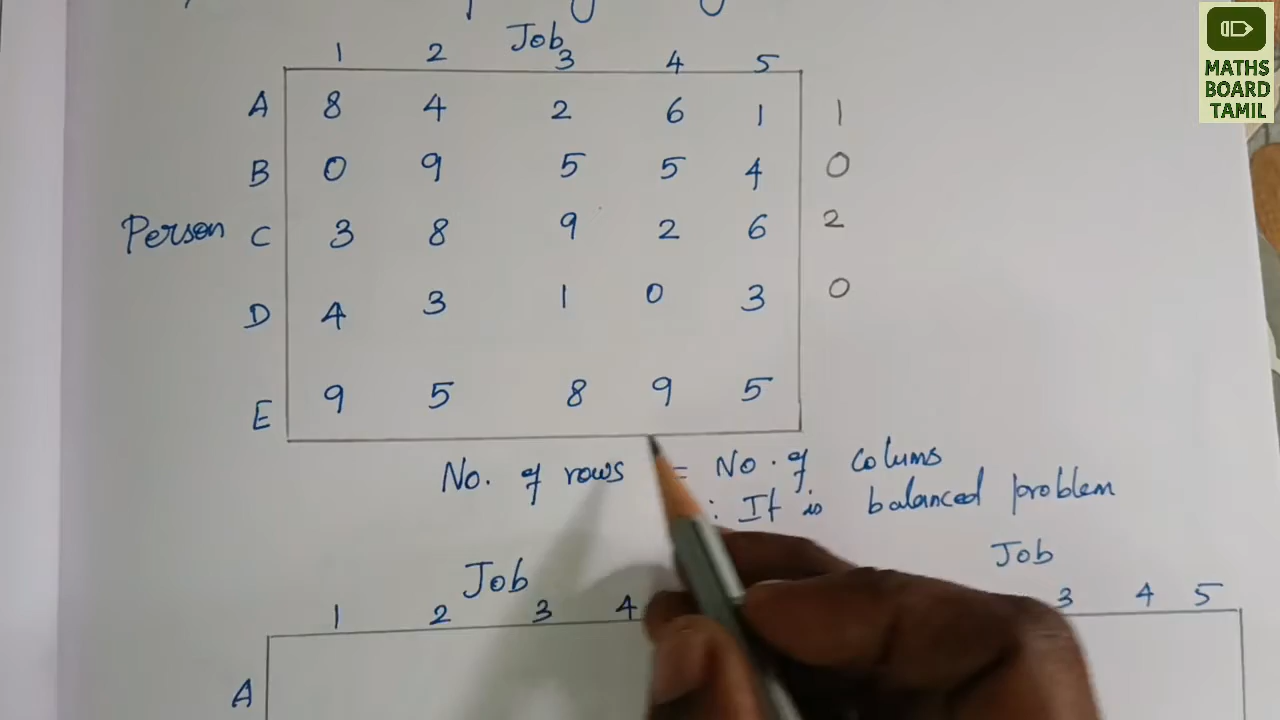 Job
1 2 3 4 5
A 8 4 2 6 1 1
B 0 9 5 5 4 0
Person C 3 8 9 2 6 2
D 4 3 1 0 3 0
E 9 5 8 9 5
No. of rows = No. of colums
: It is balanced problem
Job
1 2 3 4
A
Job
3 4 5
MATHS
BOARD
TAMIL